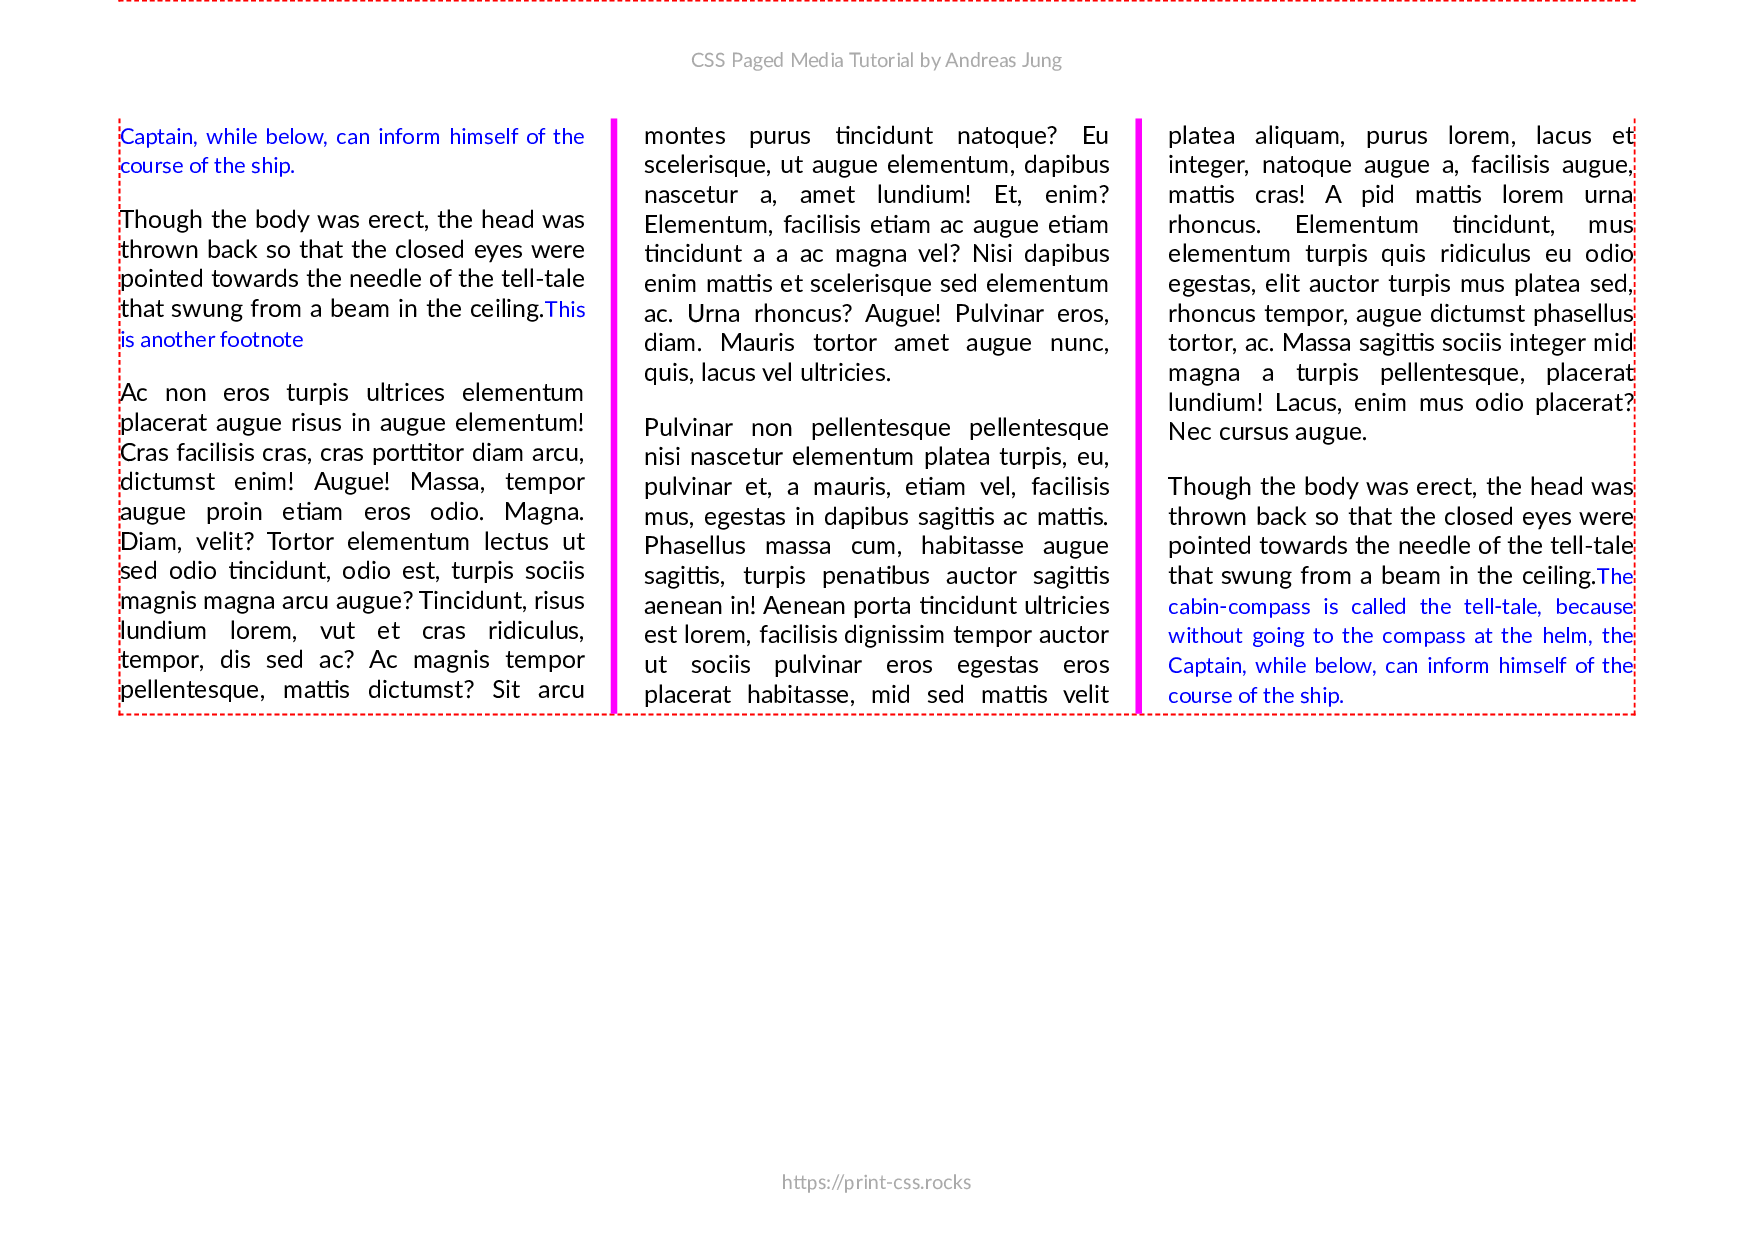 CSS Paged Media Tutorial by Andreas Jung
Captain, while below, can inform himself of the
course of the ship.
Though the body was erect, the head was
thrown back so that the closed eyes were
pointed towards the needle of the tell-tale
that swung from a beam in the ceiling.This
is another footnote
Ac non eros turpis ultrices elementum
placerat augue risus in augue elementum!
Cras facilisis cras, cras porttitor diam arcu,
dictumst enim! Augue! Massa, tempor
augue proin etiam eros odio. Magna.
Diam, velit? Tortor elementum lectus ut
sed odio tincidunt, odio est, turpis sociis
magnis magna arcu augue? Tincidunt, risus
lundium lorem, vut et cras ridiculus,
tempor, dis sed ac? Ac magnis tempor
pellentesque, mattis dictumst? Sit arcu
montes purus tincidunt natoque? Eu
scelerisque, ut augue elementum, dapibus
nascetur a, amet lundium! Et, enim?
Elementum, facilisis etiam ac augue etiam
tincidunt a a ac magna vel? Nisi dapibus
enim mattis et scelerisque sed elementum
ac. Urna rhoncus? Augue! Pulvinar eros,
diam. Mauris tortor amet augue nunc,
quis, lacus vel ultricies.
Pulvinar non pellentesque pellentesque
nisi nascetur elementum platea turpis, eu,
pulvinar et, a mauris, etiam vel, facilisis
mus, egestas in dapibus sagittis ac mattis.
Phasellus massa cum, habitasse augue
sagittis, turpis penatibus auctor sagittis
aenean in! Aenean porta tincidunt ultricies
est lorem, facilisis dignissim tempor auctor
ut sociis pulvinar eros egestas eros
placerat habitasse, mid sed mattis velit
platea aliquam, purus lorem, lacus et
integer, natoque augue a, facilisis augue,
mattis cras! A pid mattis lorem urna
rhoncus. Elementum tincidunt, mus
elementum turpis quis ridiculus eu odio
egestas, elit auctor turpis mus platea sed,
rhoncus tempor, augue dictumst phasellus
tortor, ac. Massa sagittis sociis integer mid
magna a turpis pellentesque, placerat
lundium! Lacus, enim mus odio placerat?
Nec cursus augue.
Though the body was erect, the head was
thrown back so that the closed eyes were
pointed towards the needle of the tell-tale
that swung from a beam in the ceiling.The
cabin-compass is called the tell-tale, because
without going to the compass at the helm, the
Captain, while below, can inform himself of the
course of the ship.
https://print-css.rocks